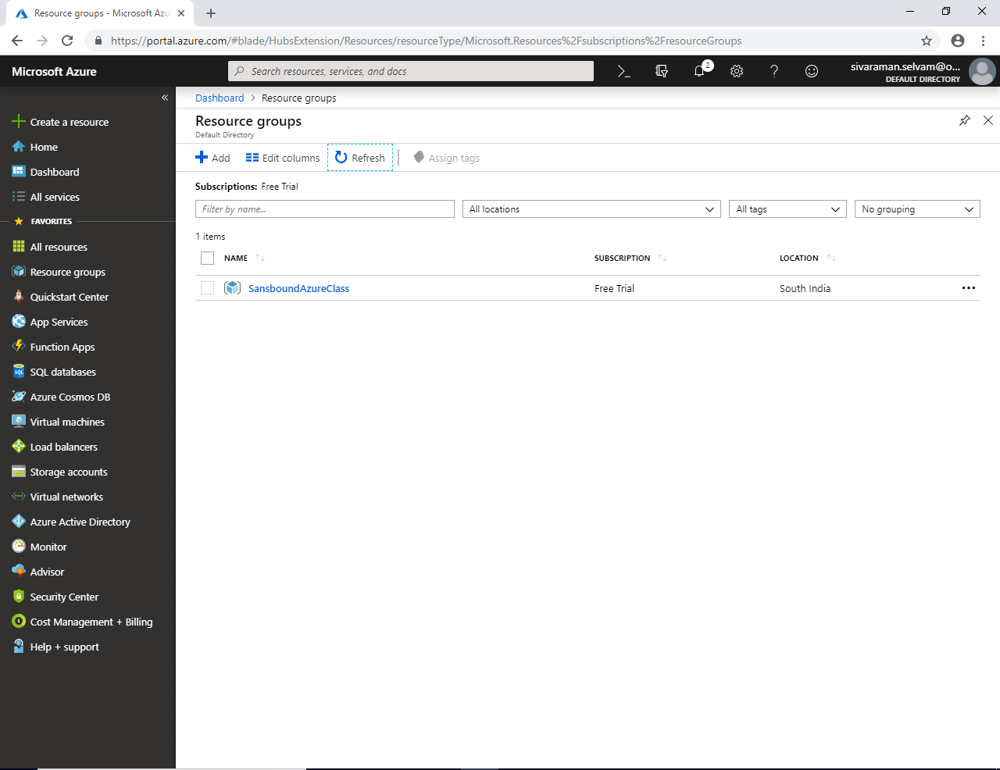 Resource groups - Microsoft Azu
https://portal.azure.com/#blade/HubsExtension/Resources/resourceType/Microsoft.Resources%2Fsubscriptions%2FresourceGroups
Microsoft Azure
Search resources, services, and docs
2
sivaraman.selvam@o...
DEFAULT DIRECTORY
Create a resource
Home
Dashboard
All services
FAVORITES
All resources
Resource groups
Quickstart Center
App Services
Function Apps
SQL databases
Azure Cosmos DB
Virtual machines
Load balancers
Storage accounts
Virtual networks
Azure Active Directory
Monitor
Advisor
Security Center
Cost Management + Billing
Help + support
Dashboard > Resource groups
Resource groups
Default Directory
Add Edit columns Refresh Assign tags
Subscriptions: Free Trial
Filter by name... All locations All tags No grouping
1 items
NAME SUBSCRIPTION LOCATION
SansboundAzureClass Free Trial South India